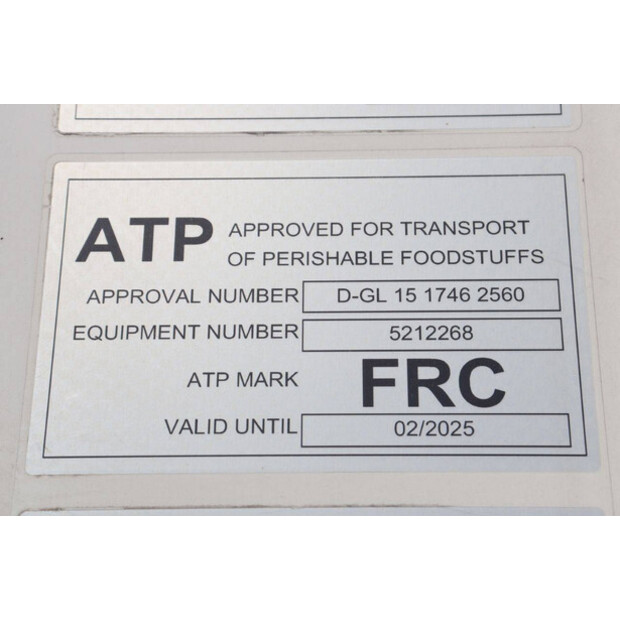 ATP APPROVED FOR TRANSPORT
OF PERISHABLE FOODSTUFFS
APPROVAL NUMBER D-GL 15 1746 2560
EQUIPMENT NUMBER 5212268
ATP MARK FRC
VALID UNTIL 02/2025